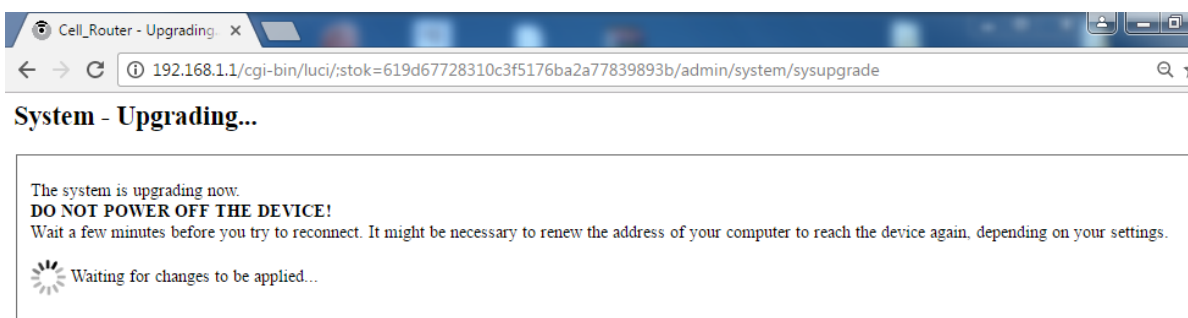 Cell_Router - Upgrading.
192.168.1.1/cgi-bin/luci/;stok=619d67728310c3f5176ba2a77839893b/admin/system/sysupgrade
System - Upgrading...
The system is upgrading now.
DO NOT POWER OFF THE DEVICE!
Wait a few minutes before you try to reconnect. It might be necessary to renew the address of your computer to reach the device again, depending on your settings.
Waiting for changes to be applied...